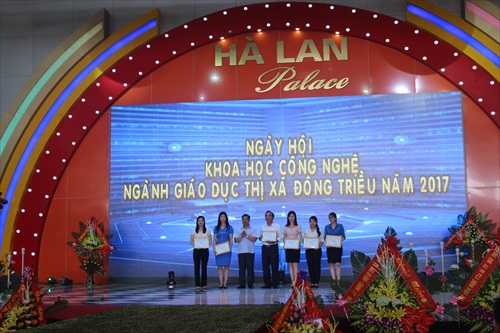 HÀ LAN
Palace
NGÀY HỘI
KHOA HỌC CÔNG NGHỆ
NGÀNH GIÁO DỤC THỊ XÃ ĐÔNG TRIỀU NĂM 2017